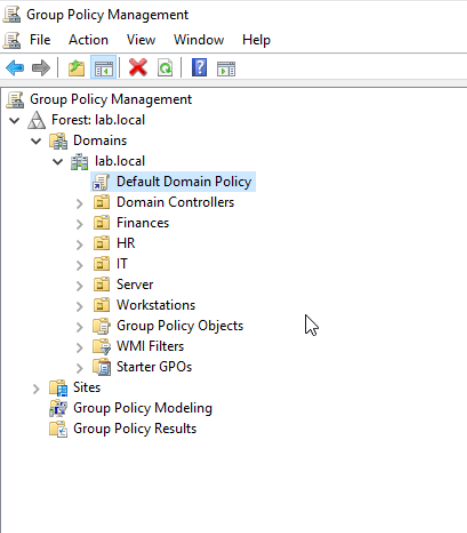 Group Policy Management
File Action View Window Help
Group Policy Management
Forest: lab.local
Domains
lab.local
Default Domain Policy
Domain Controllers
Finances
HR
IT
Server
Workstations
Group Policy Objects
WMI Filters
Starter GPOs
Sites
Group Policy Modeling
Group Policy Results